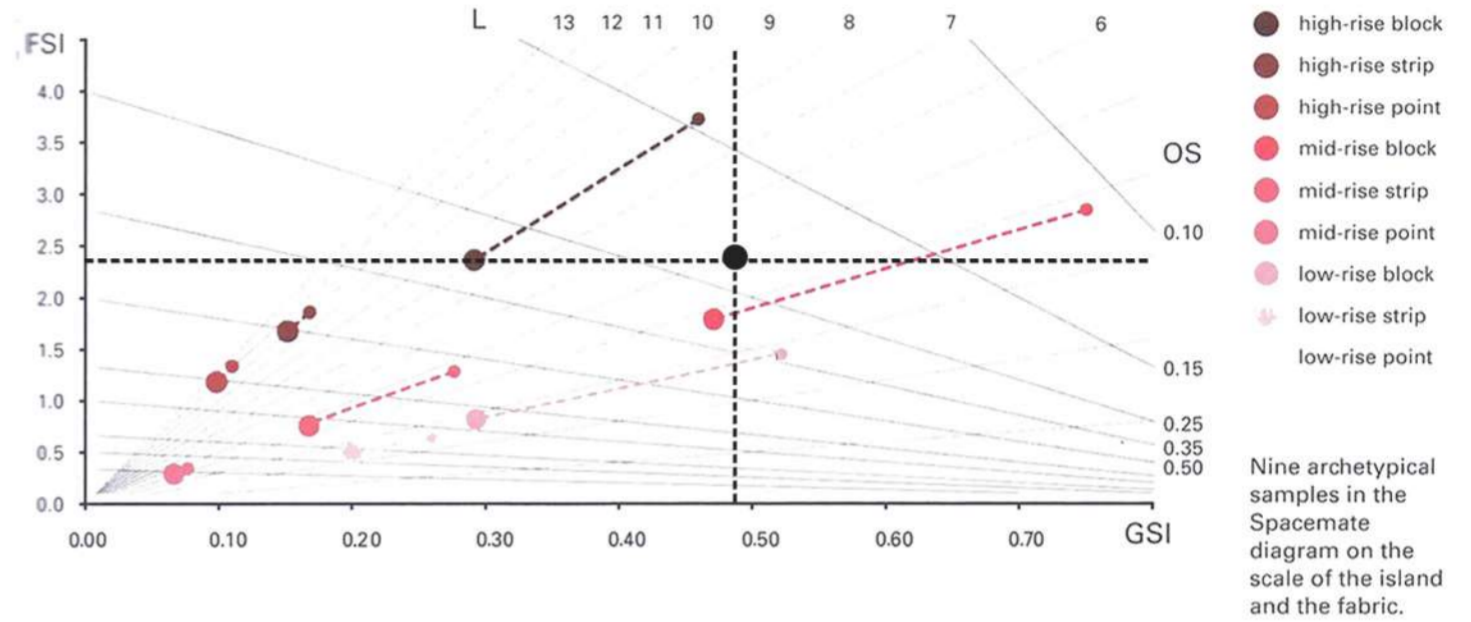 L 13 12 11 10 9 8 7 6
FSI
4.0
3.5
3.0
2.5
2.0
1.5
1.0
0.5
0.0
0.00 0.10 0.20 0.30 0.40 0.50 0.60 0.70
GSI
OS
0.10
0.15
0.25
0.35
0.50
high-rise block
high-rise strip
high-rise point
mid-rise block
mid-rise strip
mid-rise point
low-rise block
low-rise strip
low-rise point
Nine archetypical
samples in the
Spacemate
diagram on the
scale of the island
and the fabric.